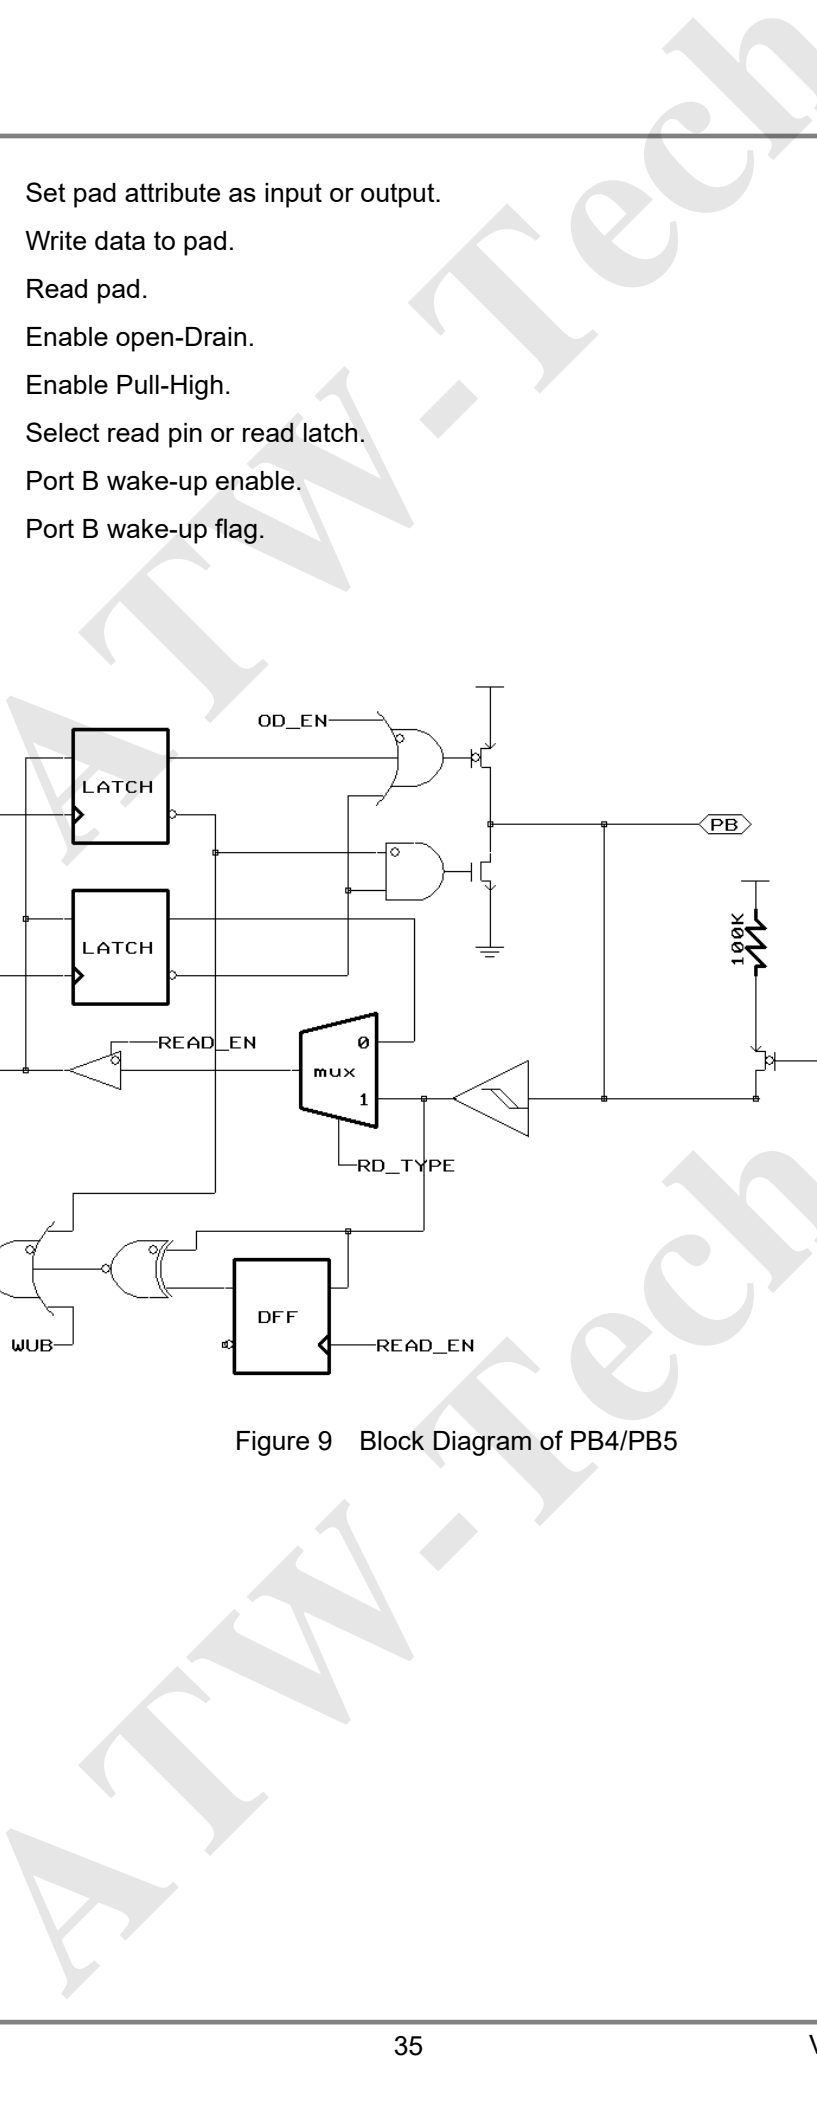 Set pad attribute as input or output.
Write data to pad.
Read pad.
Enable open-Drain.
Enable Pull-High.
Select read pin or read latch.
Port B wake-up enable.
Port B wake-up flag.
OD_EN
LATCH
PB
LATCH
100K
READ_EN
0
mux
1
RD_TYPE
DFF
WUB
READ_EN
Figure 9 Block Diagram of PB4/PB5
35
ATW-Tech
ATW-Tech